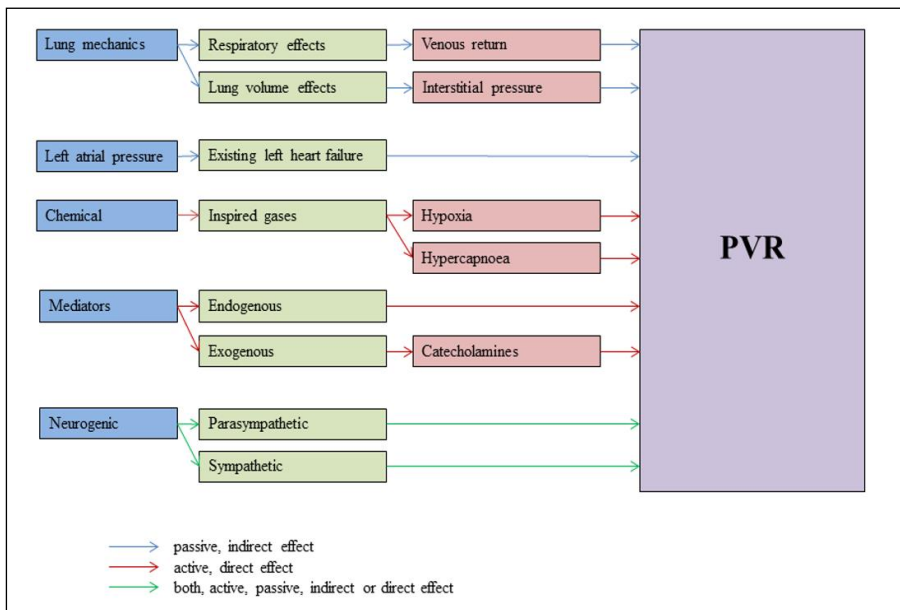 Lung mechanics
Respiratory effects
Venous return
Lung volume effects
Interstitial pressure
Left atrial pressure
Existing left heart failure
Chemical
Inspired gases
Hypoxia
Hypercapnoea
PVR
Mediators
Endogenous
Exogenous
Catecholamines
Neurogenic
Parasympathetic
Sympathetic
passive, indirect effect
active, direct effect
both, active, passive, indirect or direct effect